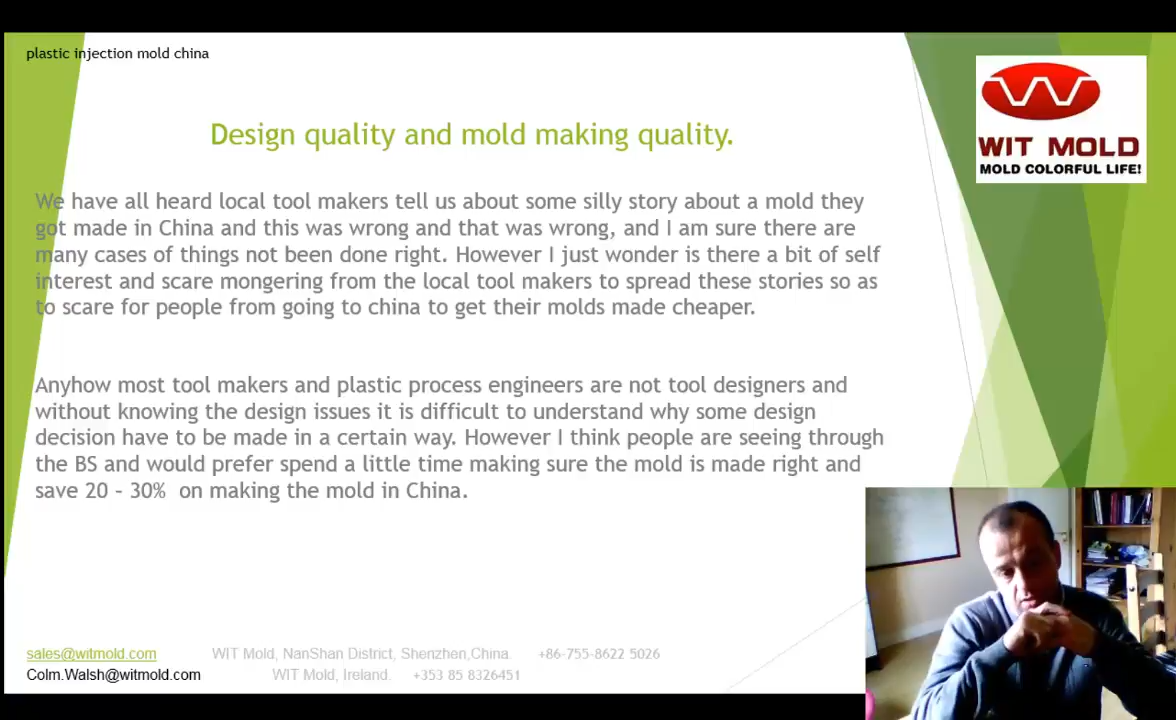 plastic injection mold china
WIT MOLD
MOLD COLORFUL LIFE!
Design quality and mold making quality.
We have all heard local tool makers tell us about some silly story about a mold they
got made in China and this was wrong and that was wrong, and I am sure there are
many cases of things not been done right. However I just wonder is there a bit of self
interest and scare mongering from the local tool makers to spread these stories so as
to scare for people from going to china to get their molds made cheaper.
Anyhow most tool makers and plastic process engineers are not tool designers and
without knowing the design issues it is difficult to understand why some design
decision have to be made in a certain way. However I think people are seeing through
the BS and would prefer spend a little time making sure the mold is made right and
save 20 – 30% on making the mold in China.
sales@witmold.com WIT Mold, NanShan District, Shenzhen,China. +86-755-8622 5026
Colm.Walsh@witmold.com WIT Mold, Ireland. +353 85 8326451